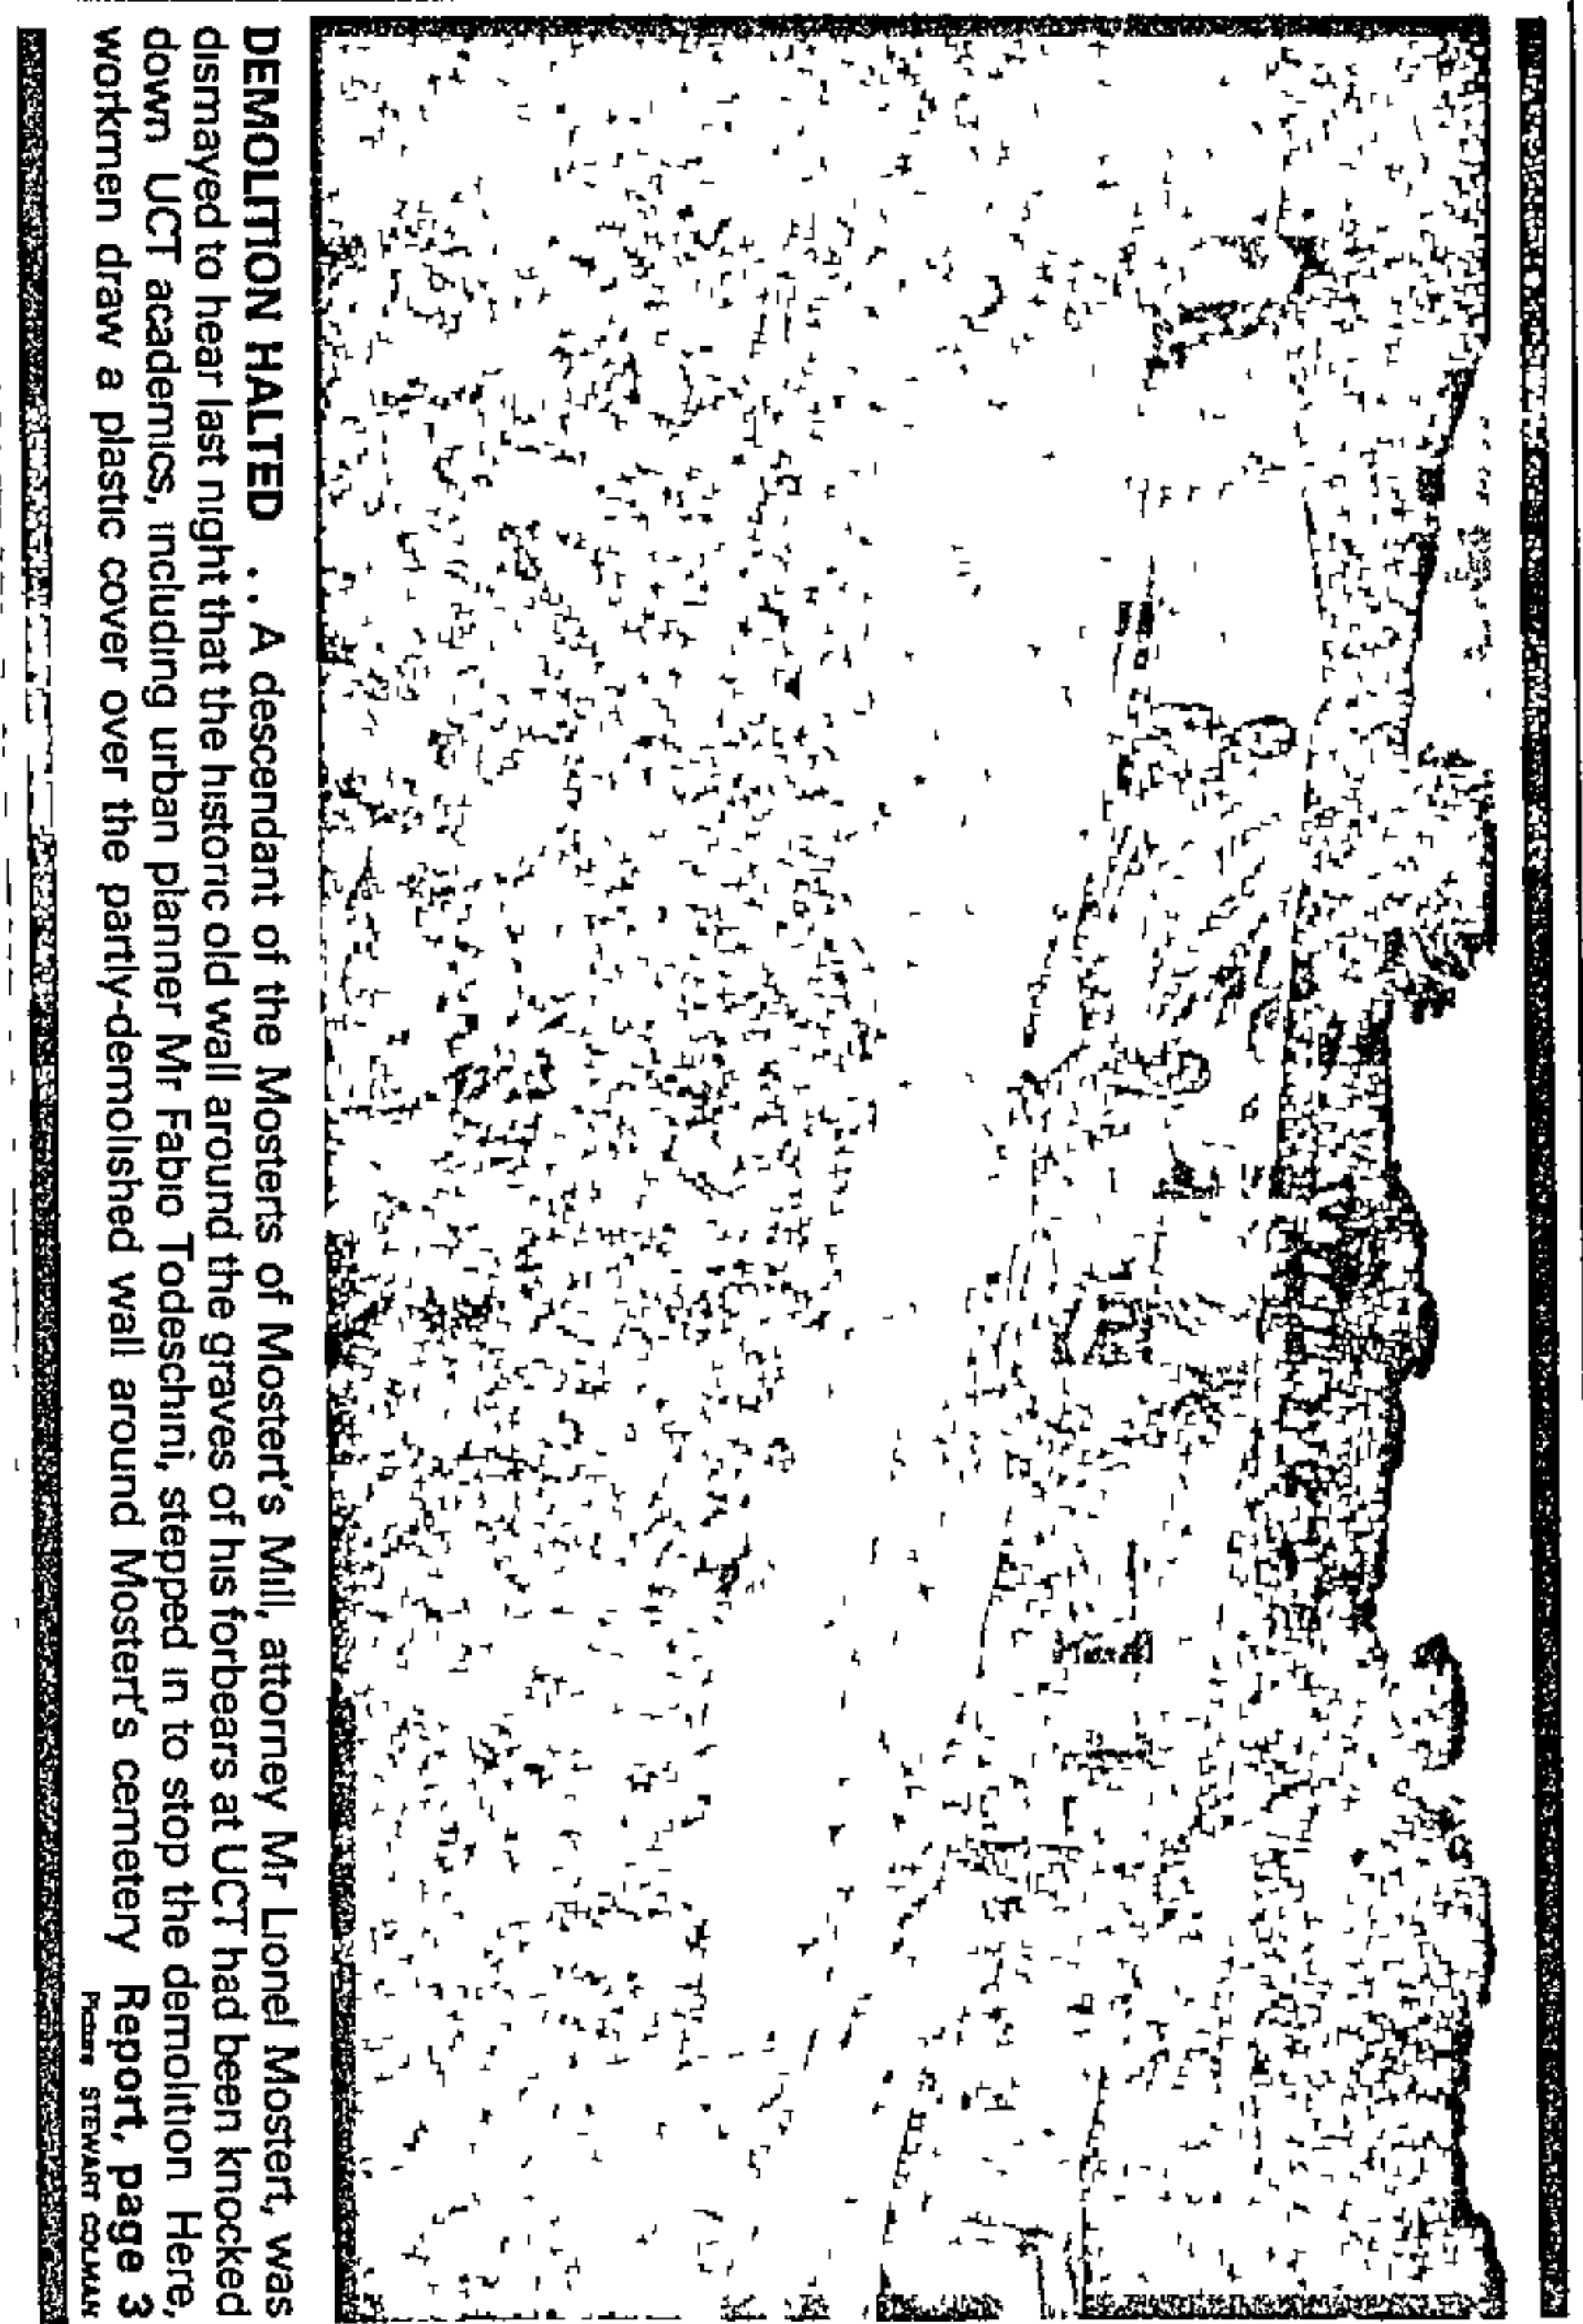 DEMOLITION HALTED . . A descendant of the Mosterts of Mostert's Mill, attorney Mr Lionel Mostert, was
dismayed to hear last night that the historic old wall around the graves of his forbears at UCT had been knocked
down UCT academics, including urban planner Mr Fabio Todeschini, stepped in to stop the demolition Here,
workmen draw a plastic cover over the partly-demolished wall around Mostert's cemetery Report, page 3
Picture STEWART COLMAN